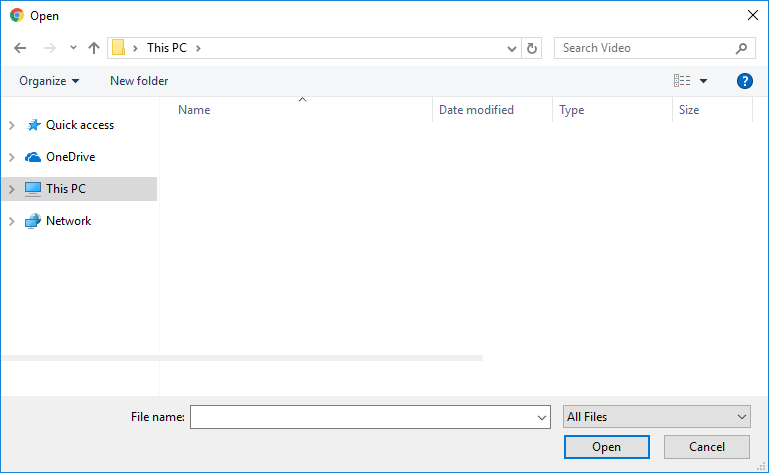 Open
This PC
Search Video
Organize New folder
Name Date modified Type Size
Quick access
OneDrive
This PC
Network
File name: All Files
Open Cancel